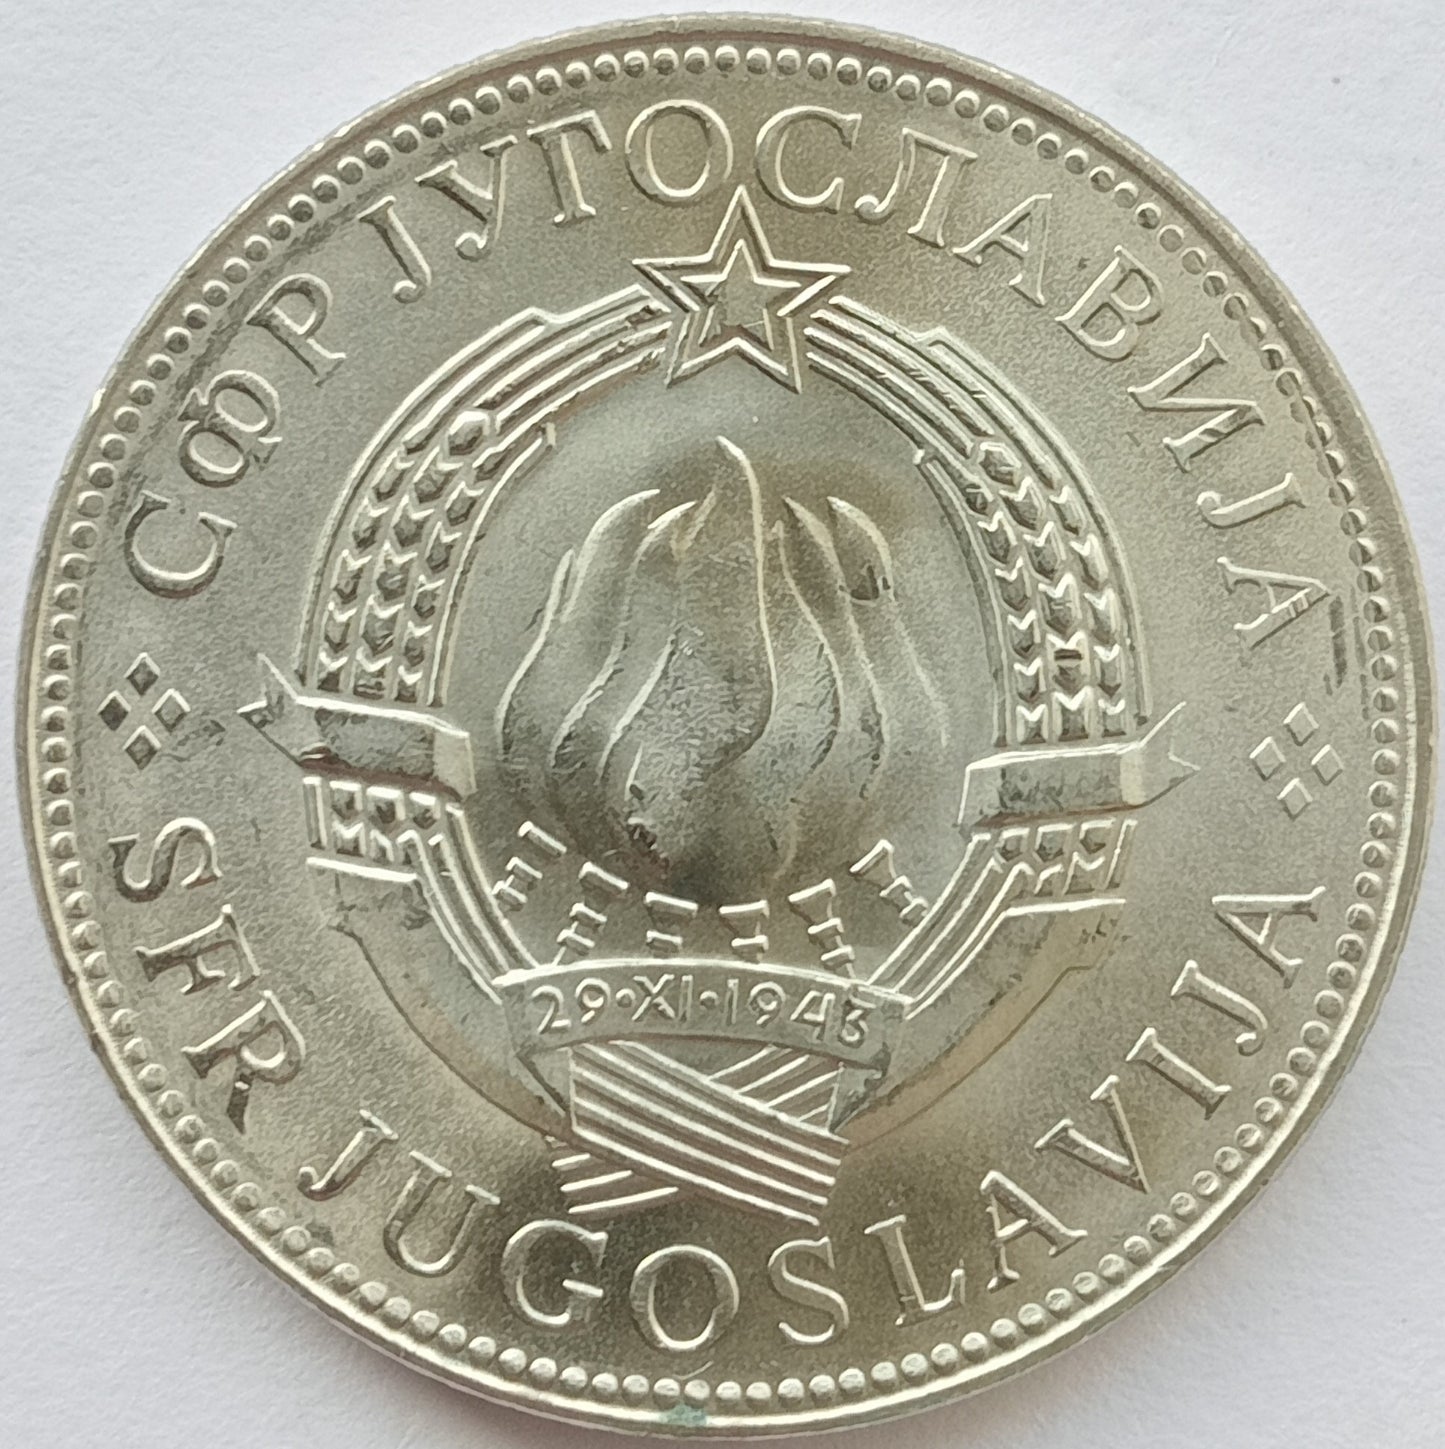 СФР ЈУГОСЛАВИЈА
29·XI·1943
SFR JUGOSLAVIJA